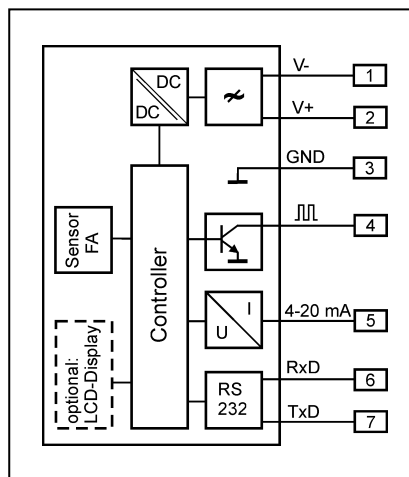 DC
DC
V-
1
V+
2
GND
3
4
Sensor
FA
Controller
U
I
4-20 mA
5
optional:
LCD-Display
RS
232
RxD
6
TxD
7